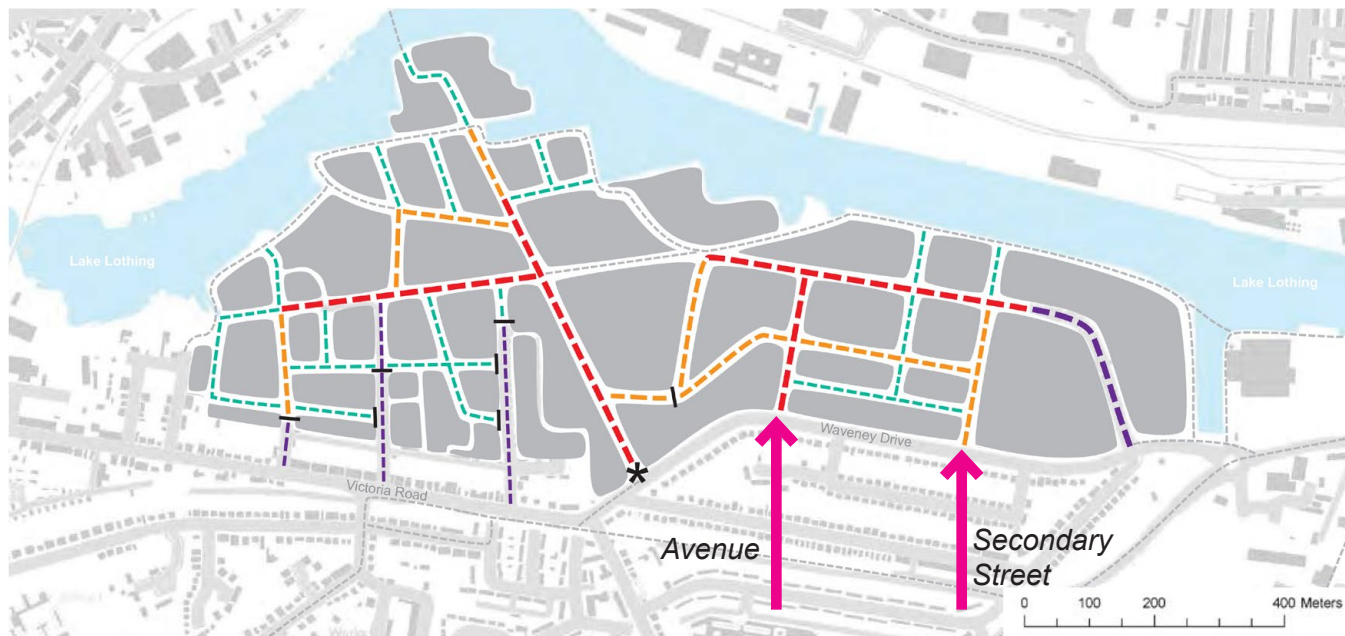 Lake Lothing
Lake Lothing
Waveney Drive
Victoria Road
Avenue
Secondary
Street
0 100 200 400 Meters